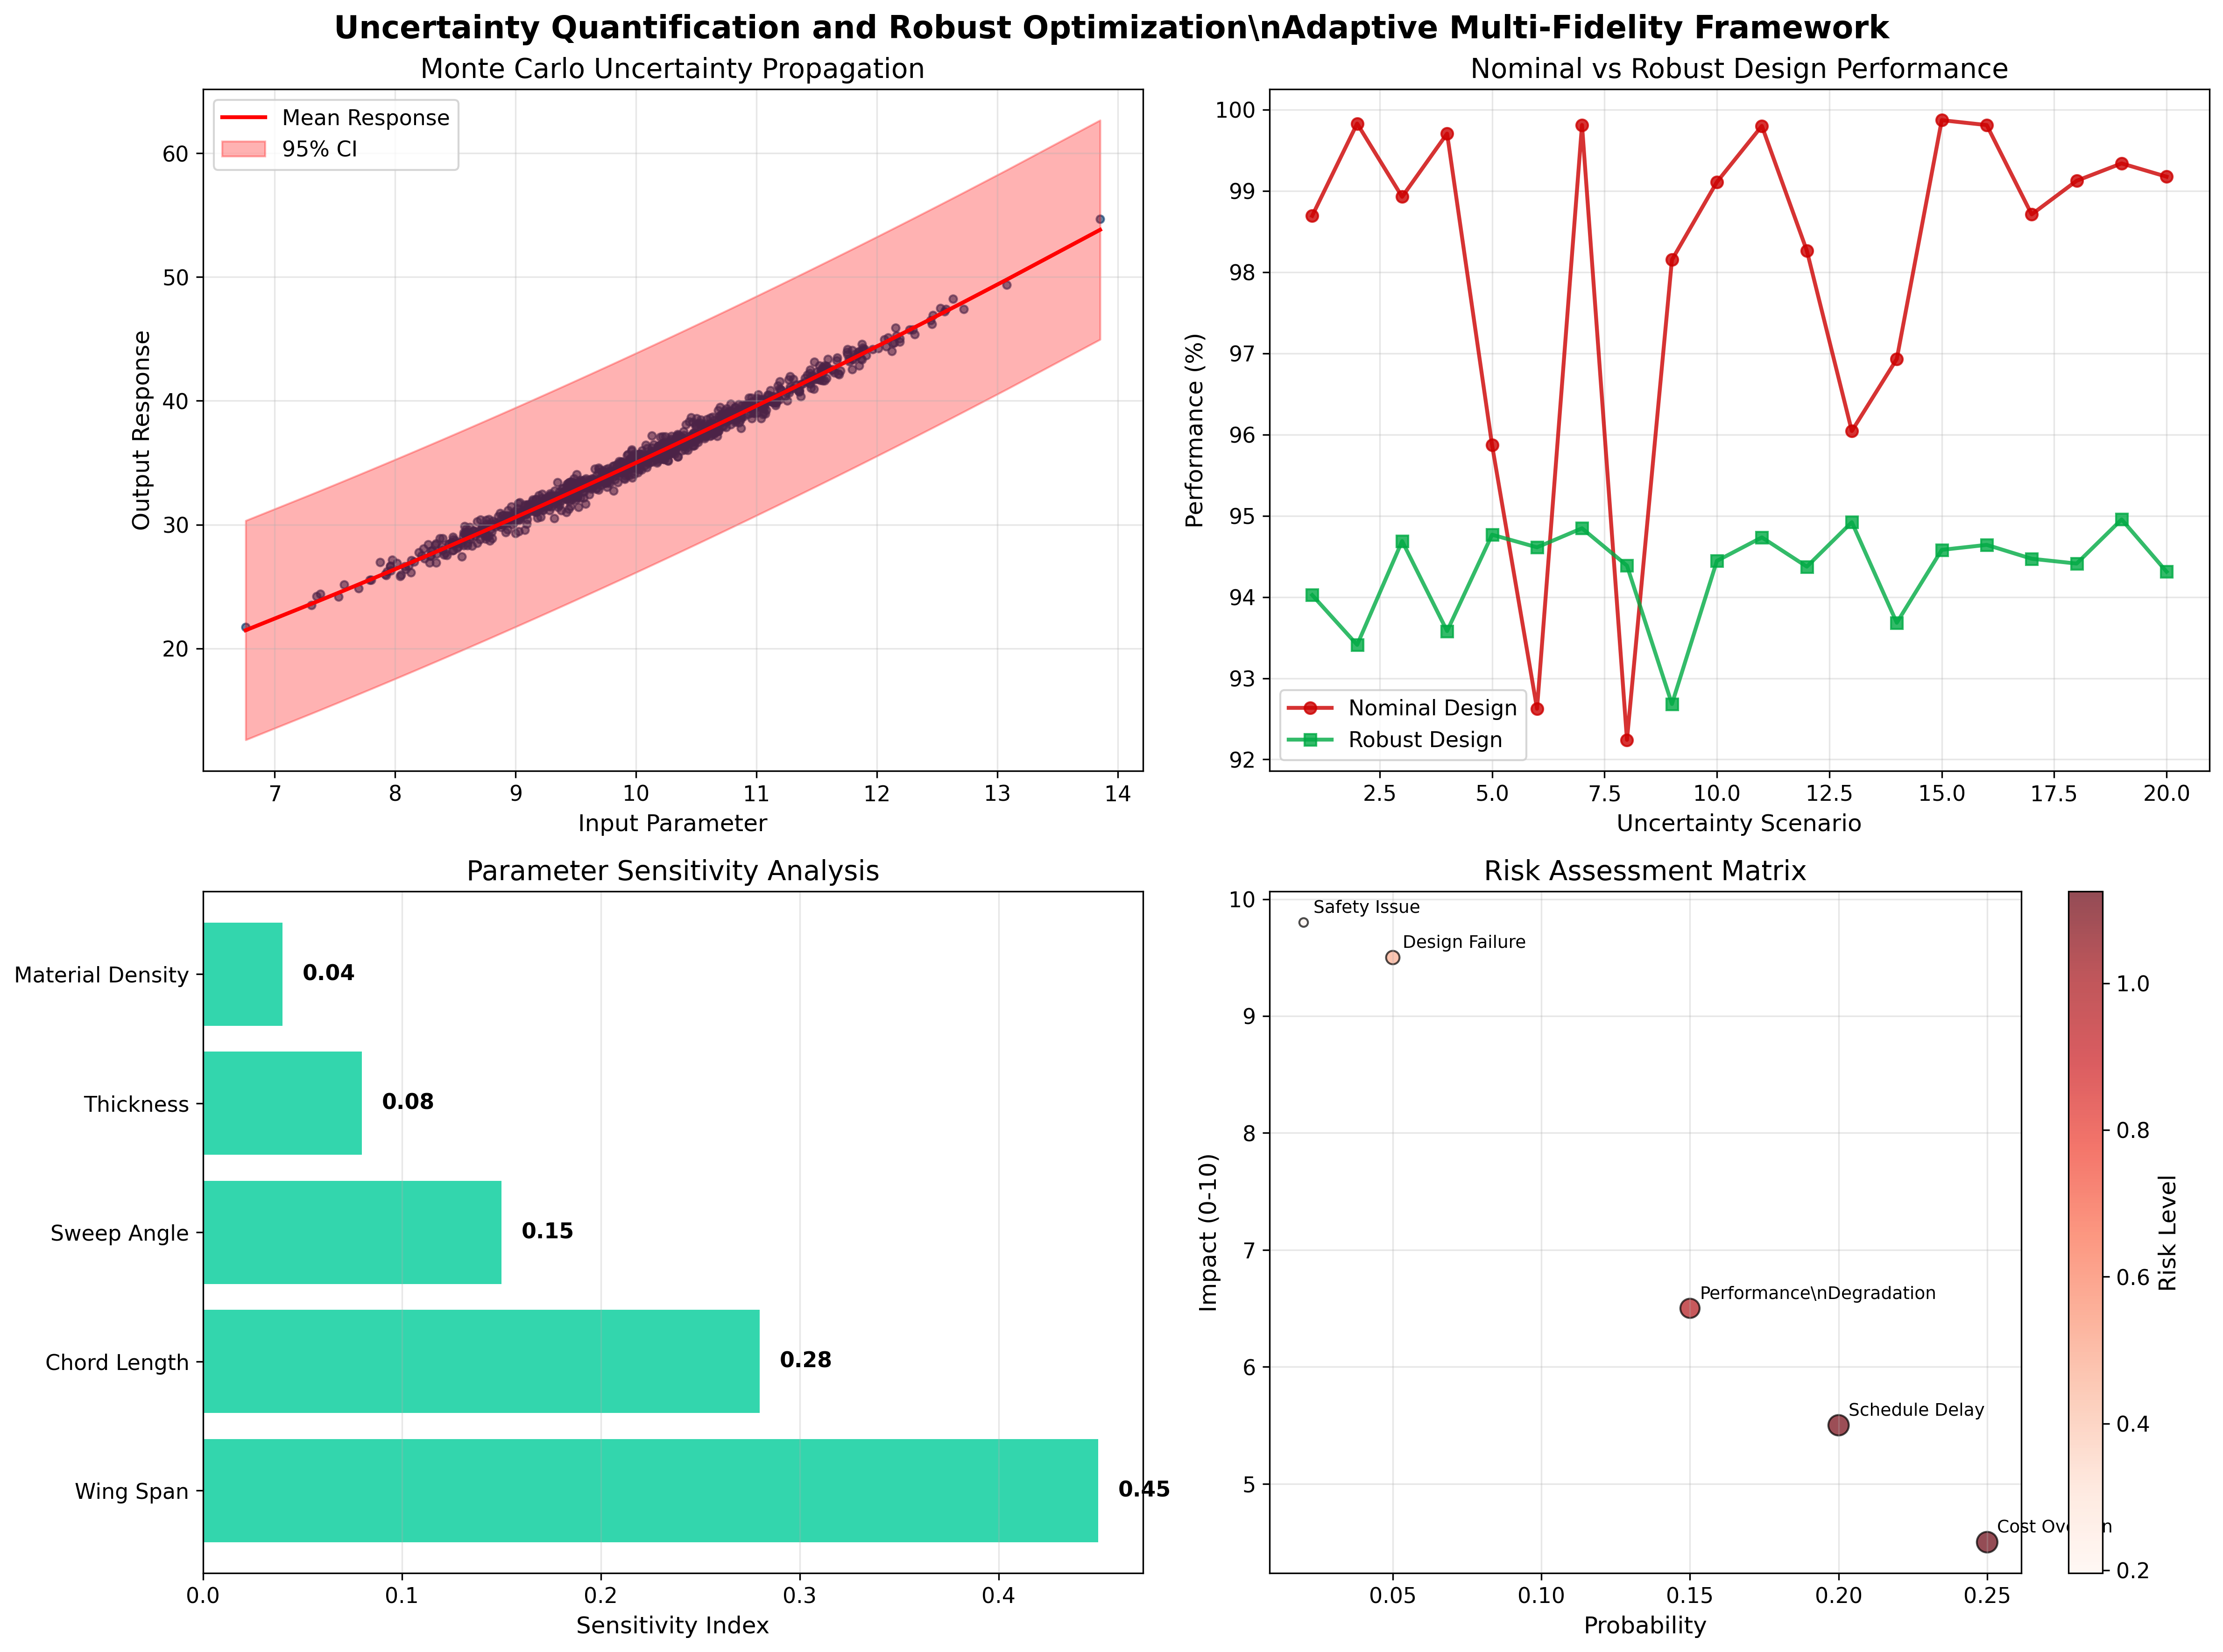 Uncertainty Quantification and Robust Optimization\nAdaptive Multi-Fidelity Framework
Monte Carlo Uncertainty Propagation
Mean Response
95% CI
60
50
40
30
20
Output Response
7 8 9 10 11 12 13 14
Input Parameter
Nominal vs Robust Design Performance
100
99
98
97
96
95
94
93
92
Performance (%)
Nominal Design
Robust Design
2.5 5.0 7.5 10.0 12.5 15.0 17.5 20.0
Uncertainty Scenario
Parameter Sensitivity Analysis
Material Density 0.04
Thickness 0.08
Sweep Angle 0.15
Chord Length 0.28
Wing Span 0.45
0.0 0.1 0.2 0.3 0.4
Sensitivity Index
Risk Assessment Matrix
10
9
8
7
6
5
Impact (0-10)
Safety Issue
Design Failure
Performance\nDegradation
Schedule Delay
Cost
0.05 0.10 0.15 0.20 0.25
Probability
1.0
0.8
0.6
0.4
0.2
Risk Level